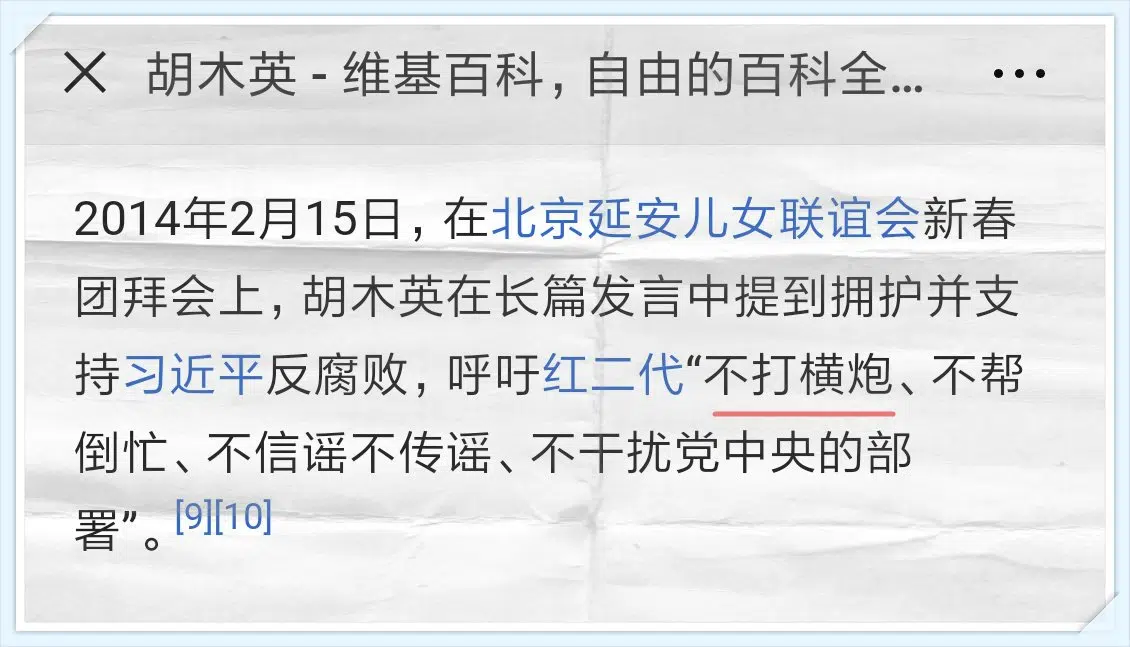 胡木英 - 维基百科，自由的百科全...
2014年2月15日，在北京延安儿女联谊会新春
团拜会上，胡木英在长篇发言中提到拥护并支
持习近平反腐败，呼吁红二代“不打横炮、不帮
倒忙、不信谣不传谣、不干扰党中央的部
署”。[9][10]